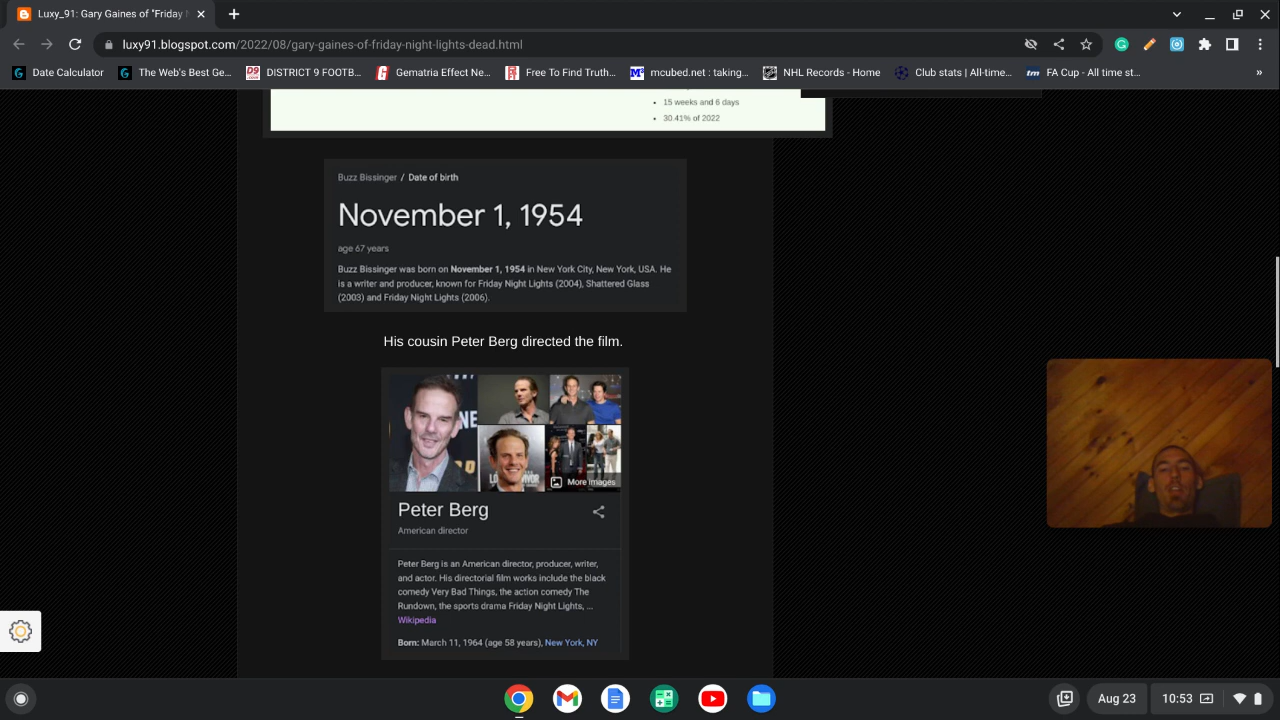 Luxy_91: Gary Gaines of "Friday
luxy91.blogspot.com/2022/08/gary-gaines-of-friday-night-lights-dead.html
Date Calculator
The Web's Best Ge...
DISTRICT 9 FOOTB...
Gematria Effect Ne...
Free To Find Truth...
mcubed.net : taking...
NHL Records - Home
Club stats | All-time...
FA Cup - All time st...
»
• 15 weeks and 6 days
• 30.41% of 2022
Buzz Bissinger / Date of birth
November 1, 1954
age 67 years
Buzz Bissinger was born on November 1, 1954 in New York City, New York, USA. He
is a writer and producer, known for Friday Night Lights (2004), Shattered Glass
(2003) and Friday Night Lights (2006).
His cousin Peter Berg directed the film.
More images
Peter Berg
American director
Peter Berg is an American director, producer, writer,
and actor. His directorial film works include the black
comedy Very Bad Things, the action comedy The
Rundown, the sports drama Friday Night Lights, ...
Wikipedia
Born: March 11, 1964 (age 58 years), New York, NY
Aug 23
10:53